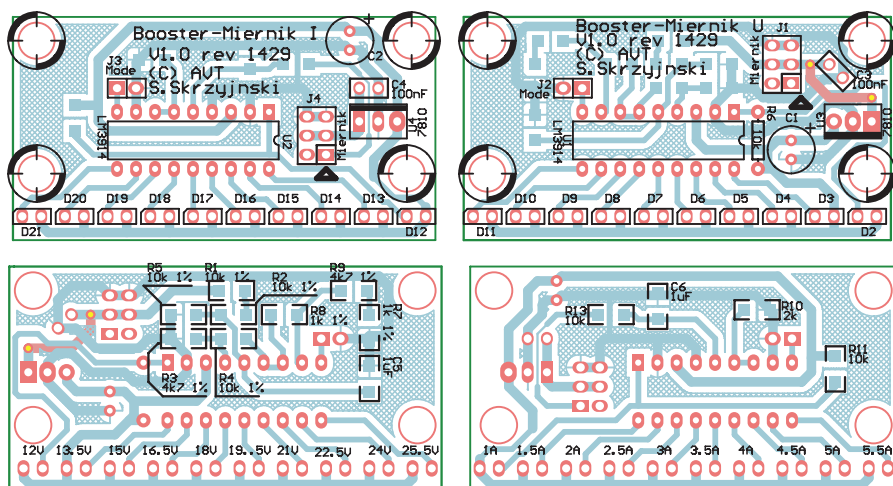 Booster-Miernik I
V1.0 rev 1429
(C) AVT
S.Skrzyjnski
J3
Mode
C2
C4
100nF
J4
Miernik
U4
7810
LM3914
U2
D20 D19 D18 D17 D16 D15 D14 D13
D21 D12
Booster-Miernik U
V1.0 rev 1429
(C) AVT
S.Skrzyjnski
J2
Mode
J1
Miernik
C3
100nF
R6
10k
C1
U3
7810
U1
LM3914
D10 D9 D8 D7 D6 D5 D4 D3
D11 D2
R5
10k 1%
R1
10k 1%
R2
10k 1%
R9
4k7 1%
R8
1k 1%
R7
1k 1%
C5
1uF
R3
4k7 1%
R4
10k 1%
12V 13.5V 15V 16.5V 18V 19.5V 21V 22.5V 24V 25.5V
C6
1uF
R13
10k
R10
2k
R11
10k
1A 1.5A 2A 2.5A 3A 3.5A 4A 4.5A 5A 5.5A